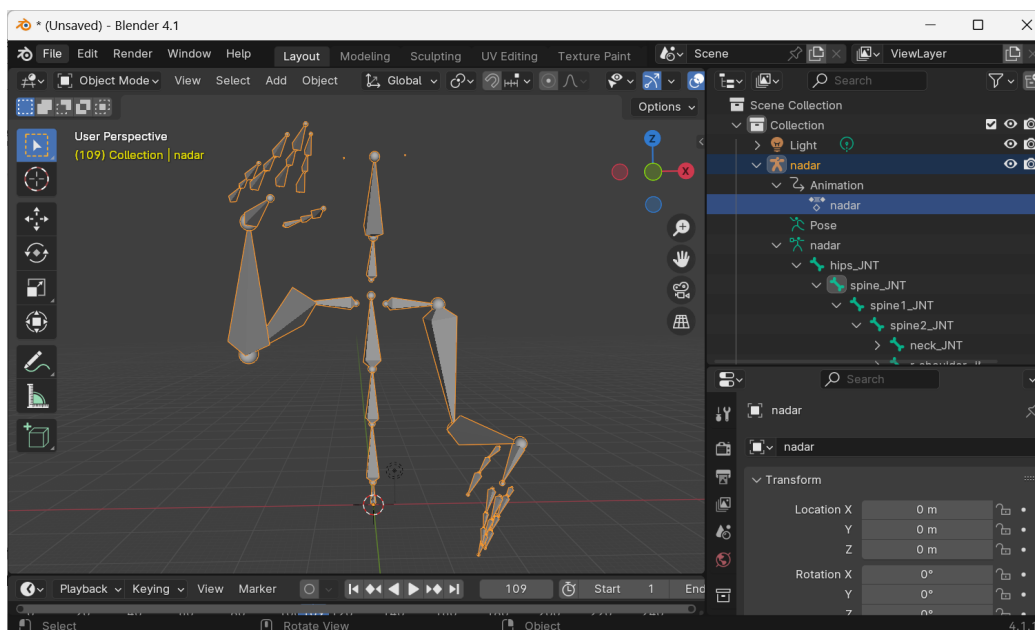 * (Unsaved) - Blender 4.1
File Edit Render Window Help Layout Modeling Sculpting UV Editing Texture Paint Scene ViewLayer
Object Mode View Select Add Object Global Search
Options
User Perspective
(109) Collection | nadar
Z
X
Scene Collection
Collection
Light
nadar
Animation
nadar
Pose
nadar
hips_JNT
spine_JNT
spine1_JNT
spine2_JNT
neck_JNT
Search
nadar
nadar
Transform
Location X 0 m
Y 0 m
Z 0 m
Rotation X 0°
Y 0°
Z 0°
Playback Keying View Marker 109 Start 1 End
Select Rotate View Object 4.1.